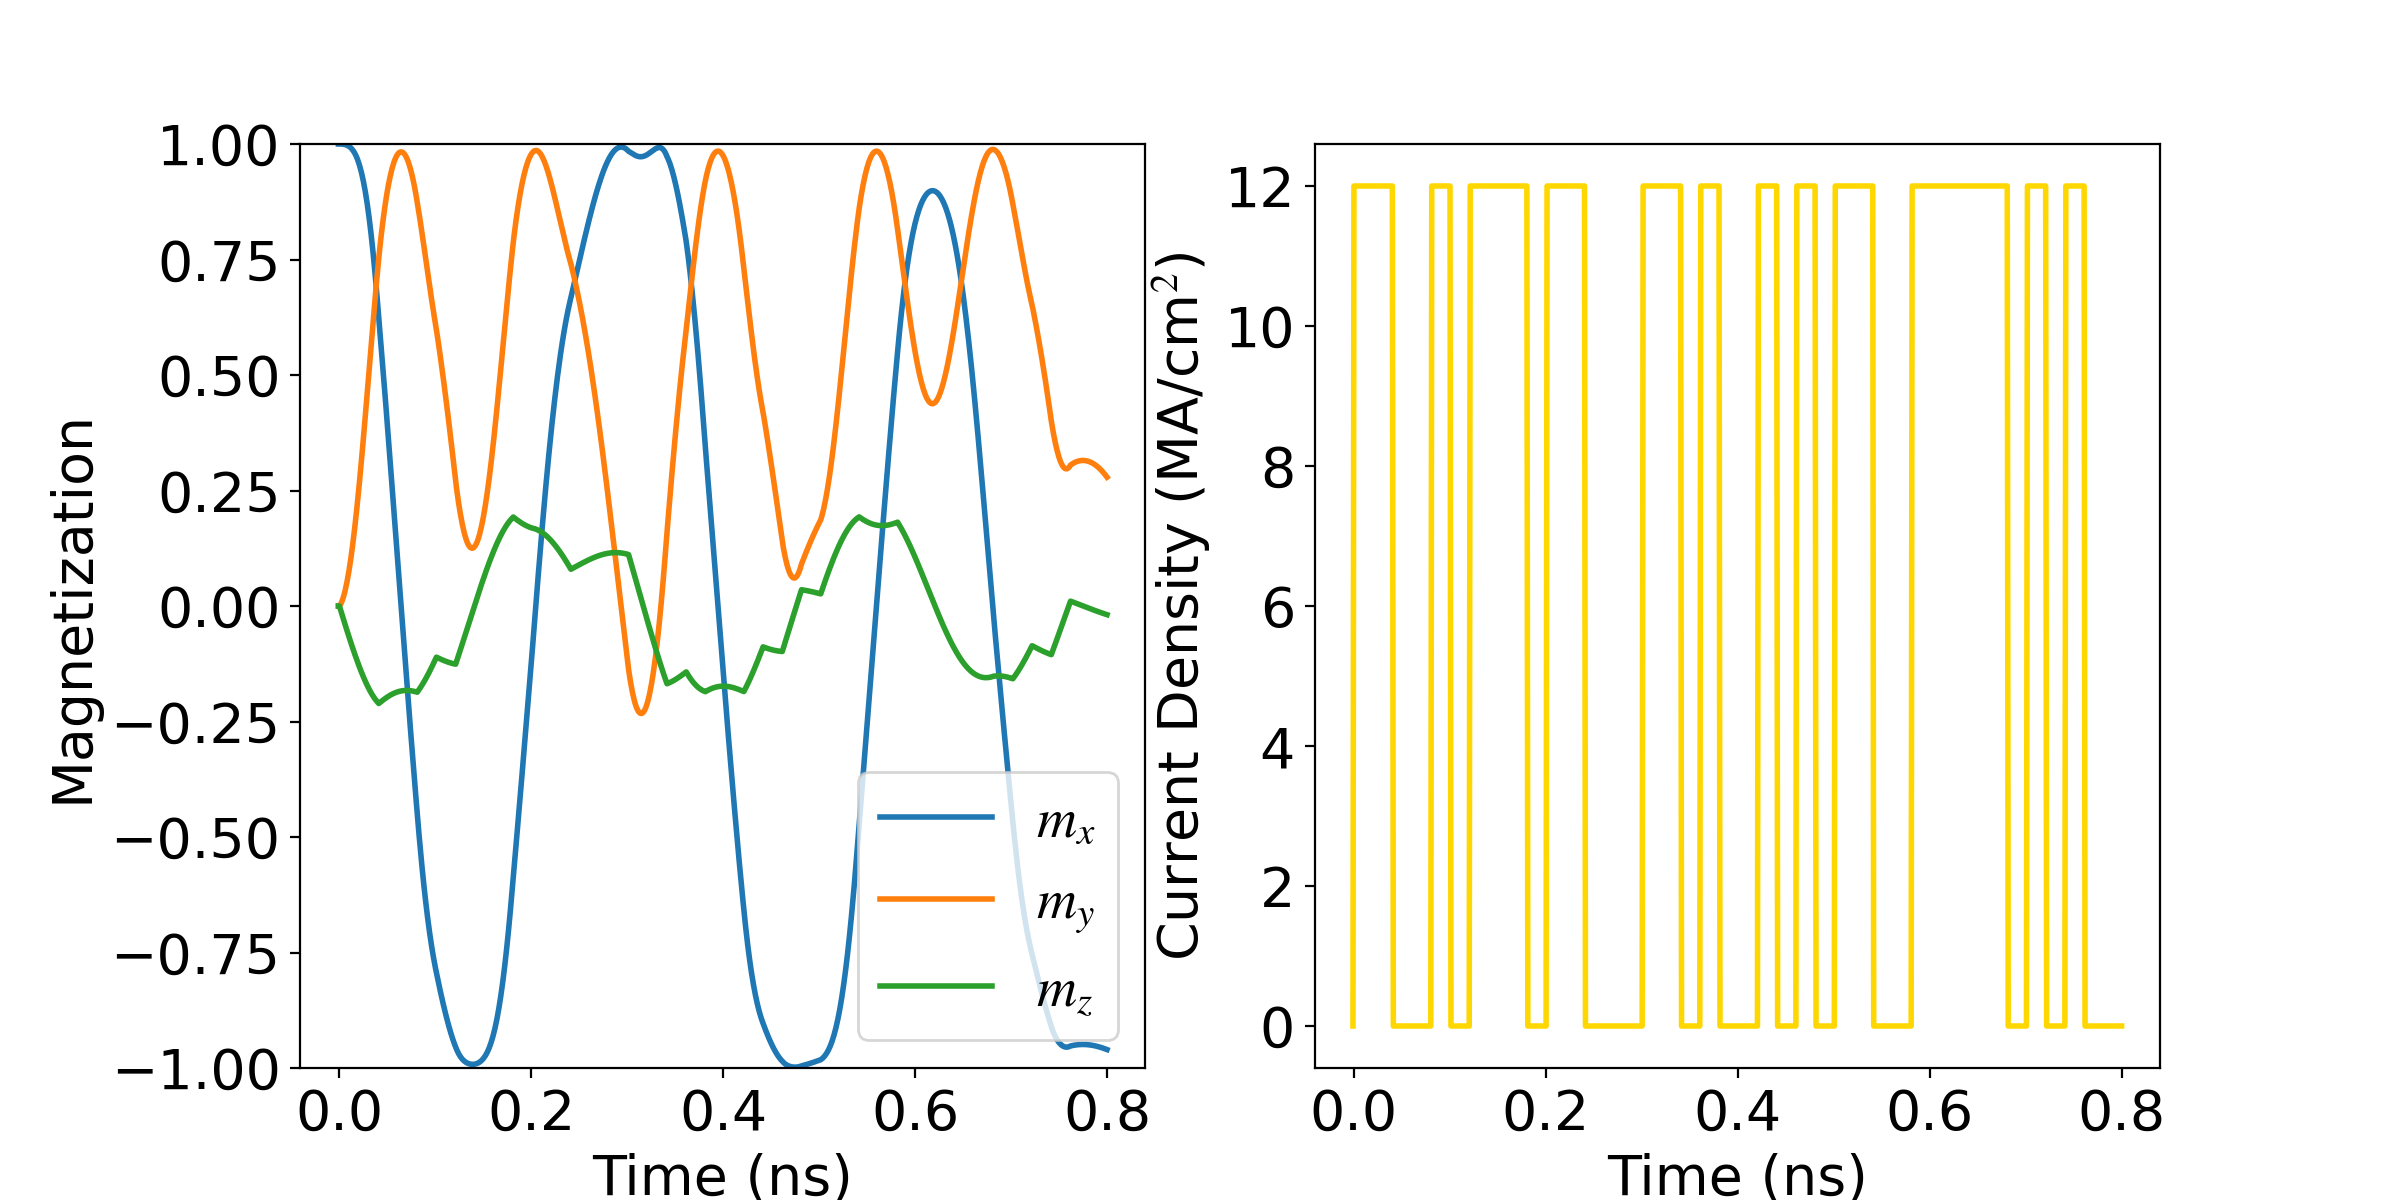 Magnetization
1.00
0.75
0.50
0.25
0.00
−0.25
−0.50
−0.75
−1.00
0.0 0.2 0.4 0.6 0.8
Time (ns)
m_x
m_y
m_z
Current Density (MA/cm²)
12
10
8
6
4
2
0
0.0 0.2 0.4 0.6 0.8
Time (ns)